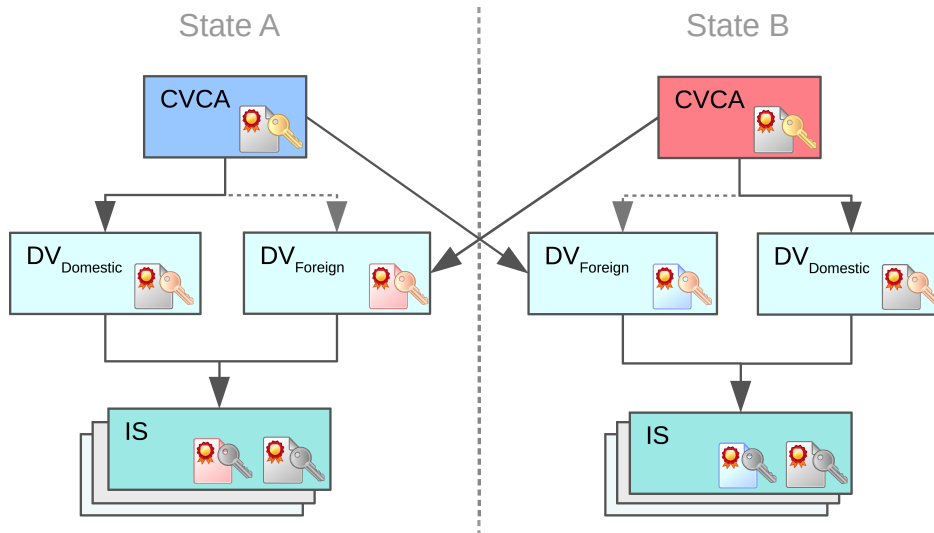 State A
State B
CVCA
CVCA
DVDomestic
DVForeign
DVForeign
DVDomestic
IS
IS